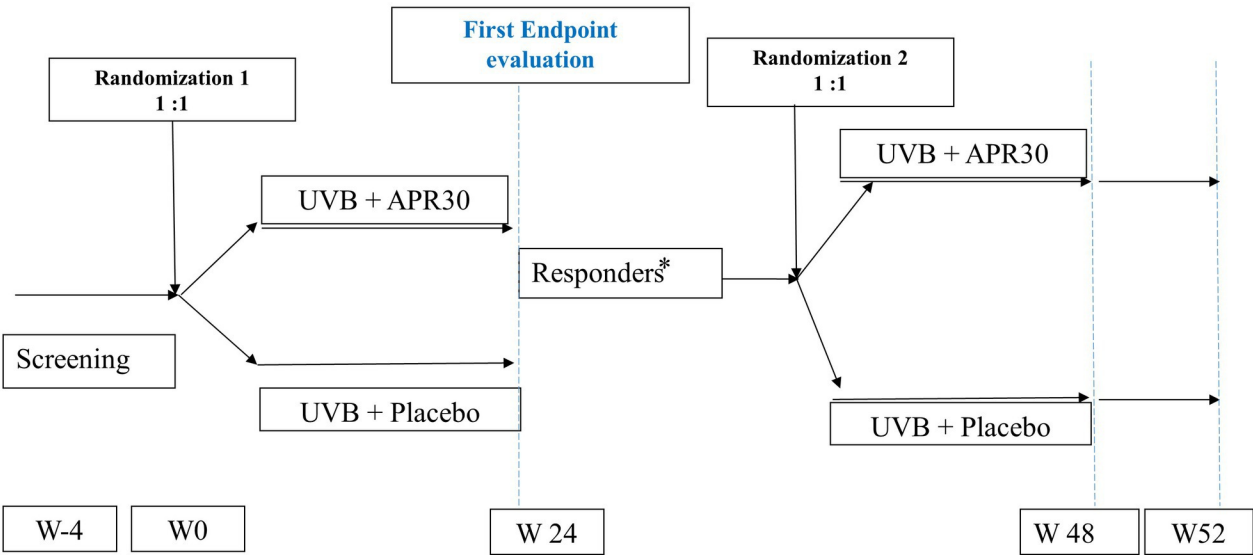 First Endpoint
evaluation
Randomization 1
1 :1
Randomization 2
1 :1
UVB + APR30
UVB + APR30
Responders*
Screening
UVB + Placebo
UVB + Placebo
W-4
W0
W 24
W 48
W52